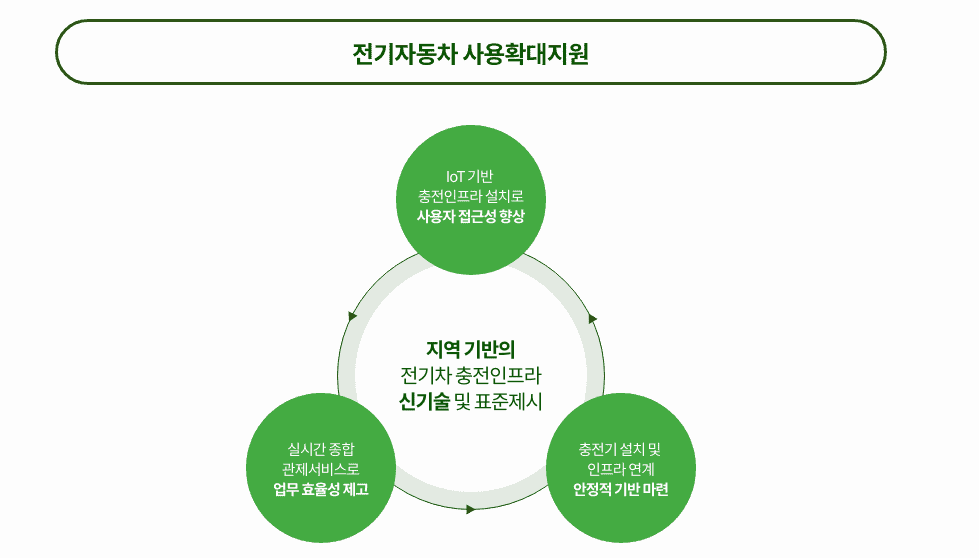 전기자동차 사용확대지원
IoT 기반
충전인프라 설치로
사용자 접근성 향상
지역 기반의
전기차 충전인프라
신기술 및 표준제시
실시간 종합
관제서비스로
업무 효율성 제고
충전기 설치 및
인프라 연계
안정적 기반 마련